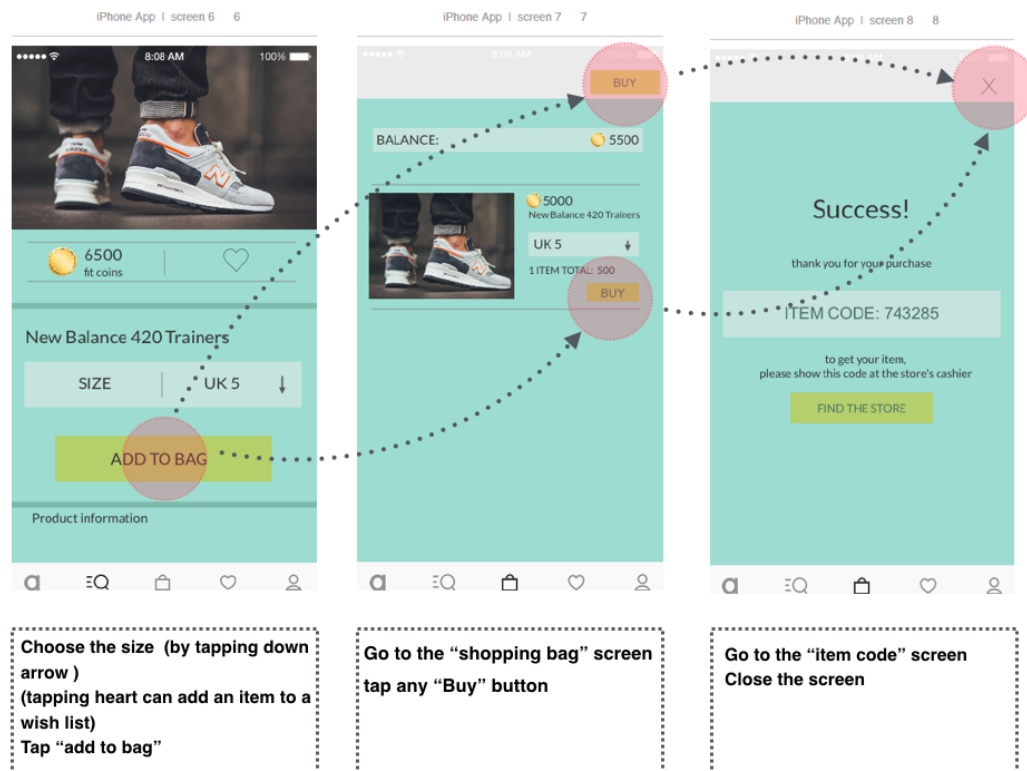 iPhone App | screen 6 6
8:08 AM
100%
6500
fit coins
New Balance 420 Trainers
SIZE | UK 5
ADD TO BAG
Product information
iPhone App | screen 7 7
8:08 AM
BUY
BALANCE: 5500
5000
New Balance 420 Trainers
UK 5
1 ITEM TOTAL: 500
BUY
iPhone App | screen 8 8
X
Success!
thank you for your purchase
ITEM CODE: 743285
to get your item,
please show this code at the store's cashier
FIND THE STORE
Choose the size (by tapping down
arrow )
(tapping heart can add an item to a
wish list)
Tap “add to bag”
Go to the “shopping bag” screen
tap any “Buy” button
Go to the “item code” screen
Close the screen